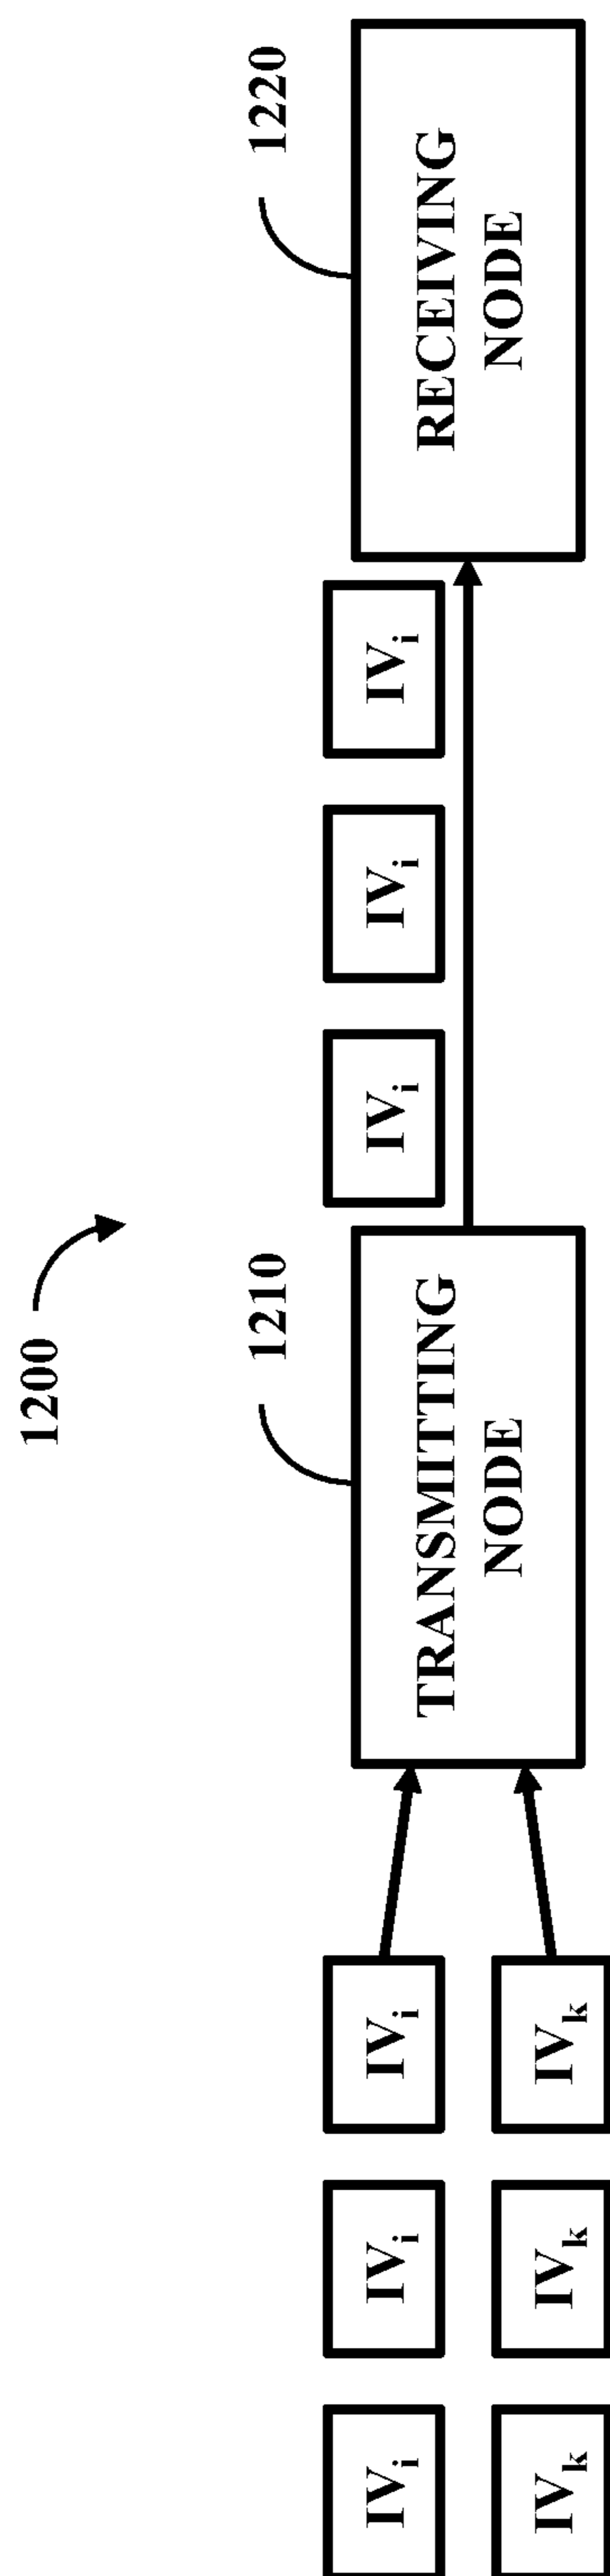 1200
1210
1220
IVᵢ
IVᵢ
IVᵢ
TRANSMITTING
NODE
IVᵢ
IVᵢ
IVᵢ
RECEIVING
NODE
IVₖ
IVₖ
IVₖ